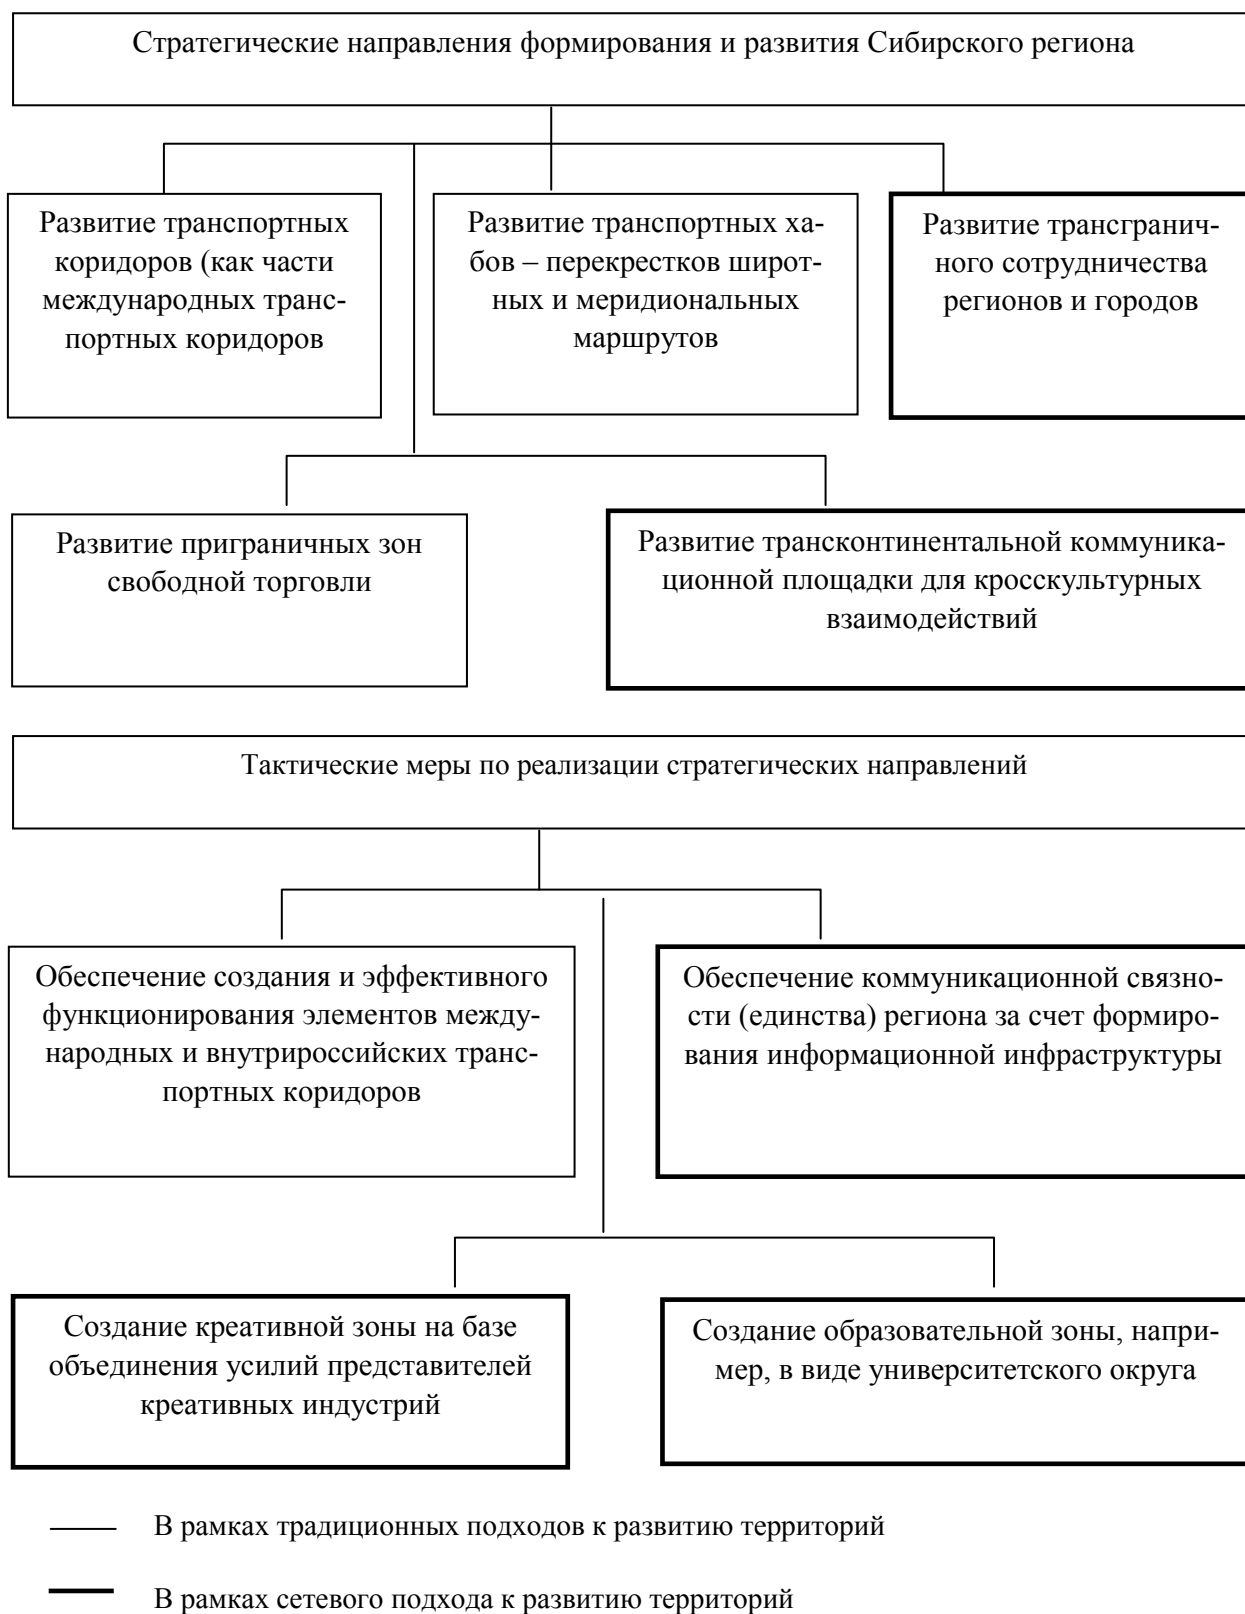 Стратегические направления формирования и развития Сибирского региона
Развитие транспортных
коридоров (как части
международных транс-
портных коридоров
Развитие транспортных ха-
бов – перекрестков широт-
ных и меридиональных
маршрутов
Развитие трансгранич-
ного сотрудничества
регионов и городов
Развитие приграничных зон
свободной торговли
Развитие трансконтинентальной коммуника-
ционной площадки для кросскультурных
взаимодействий
Тактические меры по реализации стратегических направлений
Обеспечение создания и эффективного
функционирования элементов между-
народных и внутрироссийских транс-
портных коридоров
Обеспечение коммуникационной связно-
сти (единства) региона за счет формиро-
вания информационной инфраструктуры
Создание креативной зоны на базе
объединения усилий представителей
креативных индустрий
Создание образовательной зоны, напри-
мер, в виде университетского округа
В рамках традиционных подходов к развитию территорий
В рамках сетевого подхода к развитию территорий